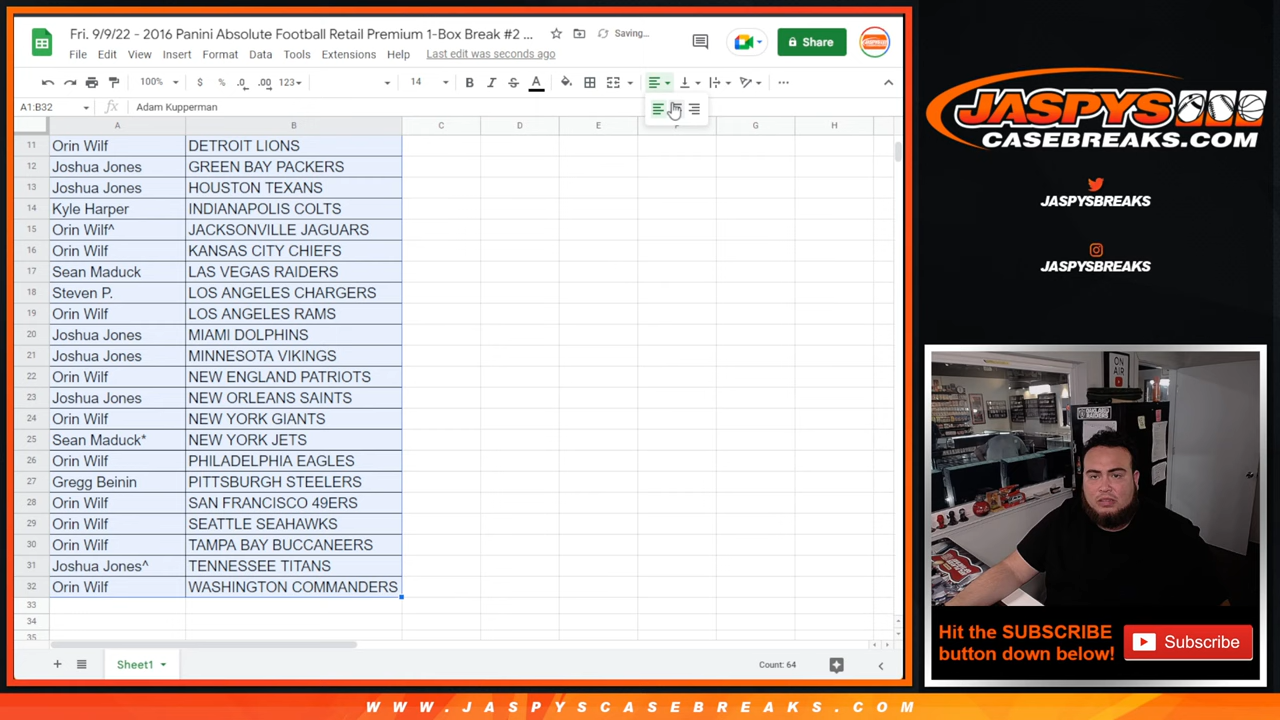 Fri. 9/9/22 - 2016 Panini Absolute Football Retail Premium 1-Box Break #2 ...
Saving...
Share
File Edit View Insert Format Data Tools Extensions Help
Last edit was seconds ago
100% $ % .0 .00 123 14 B I S A
A1:B32 fx Adam Kupperman
A B C D E F G H
11 Orin Wilf DETROIT LIONS
12 Joshua Jones GREEN BAY PACKERS
13 Joshua Jones HOUSTON TEXANS
14 Kyle Harper INDIANAPOLIS COLTS
15 Orin Wilf^ JACKSONVILLE JAGUARS
16 Orin Wilf KANSAS CITY CHIEFS
17 Sean Maduck LAS VEGAS RAIDERS
18 Steven P. LOS ANGELES CHARGERS
19 Orin Wilf LOS ANGELES RAMS
20 Joshua Jones MIAMI DOLPHINS
21 Joshua Jones MINNESOTA VIKINGS
22 Orin Wilf NEW ENGLAND PATRIOTS
23 Joshua Jones NEW ORLEANS SAINTS
24 Orin Wilf NEW YORK GIANTS
25 Sean Maduck* NEW YORK JETS
26 Orin Wilf PHILADELPHIA EAGLES
27 Gregg Beinin PITTSBURGH STEELERS
28 Orin Wilf SAN FRANCISCO 49ERS
29 Orin Wilf SEATTLE SEAHAWKS
30 Orin Wilf TAMPA BAY BUCCANEERS
31 Joshua Jones^ TENNESSEE TITANS
32 Orin Wilf WASHINGTON COMMANDERS
33
34
35
Sheet1
Count: 64
JASPYS
CASEBREAKS.COM
JASPYSBREAKS
JASPYSBREAKS
ON
AIR
Hit the SUBSCRIBE
button down below!
Subscribe
WWW.JASPYSCASEBREAKS.COM